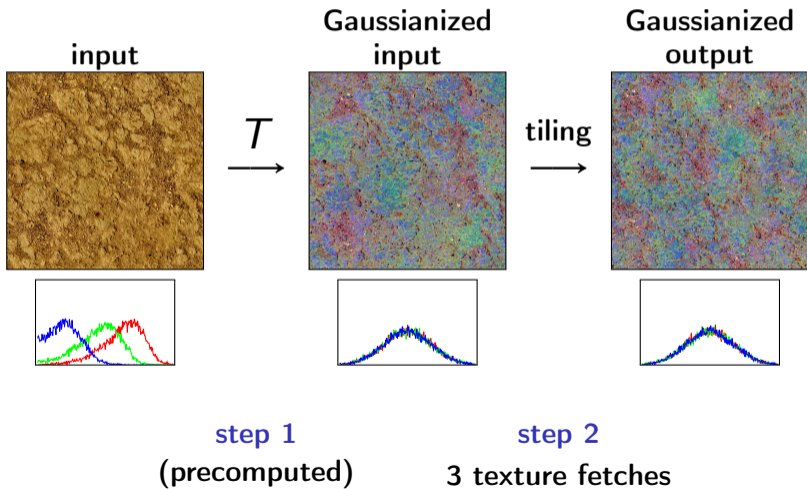 input
Gaussianized
input
Gaussianized
output
T
tiling
step 1
(precomputed)
step 2
3 texture fetches